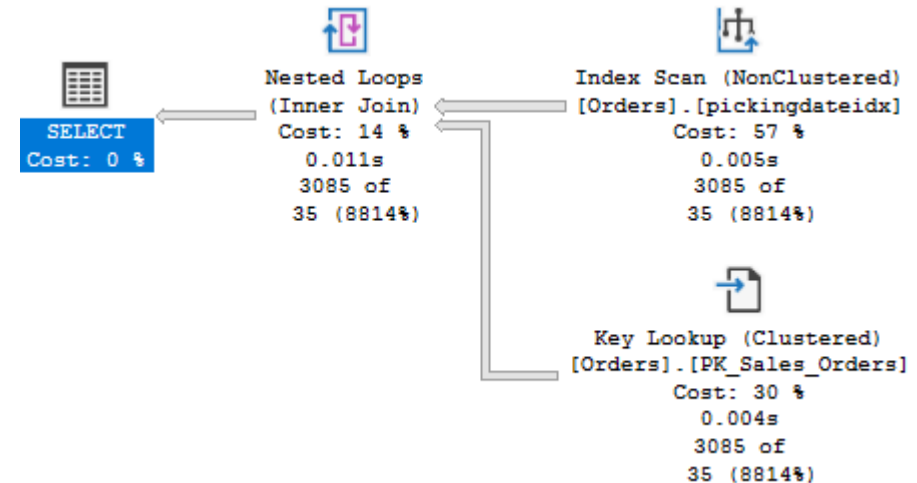 SELECT
Cost: 0 %
Nested Loops
(Inner Join)
Cost: 14 %
0.011s
3085 of
35 (8814%)
Index Scan (NonClustered)
[Orders].[pickingdateidx]
Cost: 57 %
0.005s
3085 of
35 (8814%)
Key Lookup (Clustered)
[Orders].[PK_Sales_Orders]
Cost: 30 %
0.004s
3085 of
35 (8814%)